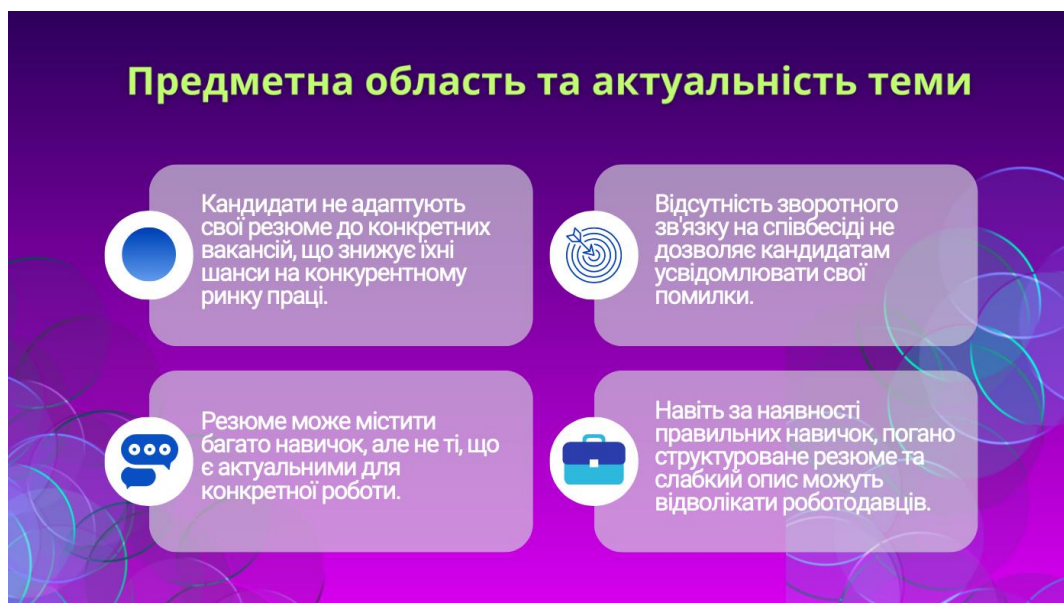 Предметна область та актуальність теми
Кандидати не адаптують
свої резюме до конкретних
вакансій, що знижує їхні
шанси на конкурентному
ринку праці.
Відсутність зворотного
зв'язку на співбесіді не
дозволяє кандидатам
усвідомлювати свої
помилки.
Резюме може містити
багато навичок, але не ті, що
є актуальними для
конкретної роботи.
Навіть за наявності
правильних навичок, погано
структуроване резюме та
слабкий опис можуть
відволікати роботодавців.